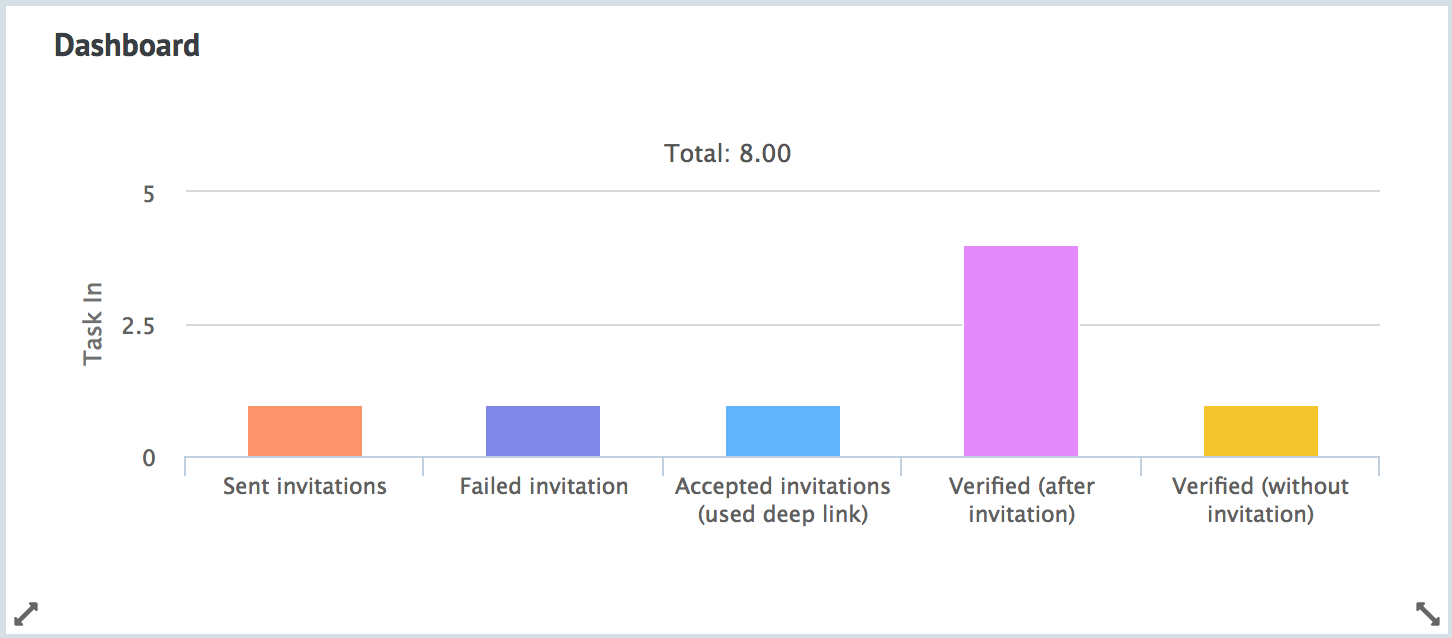 Dashboard
Total: 8.00
5
2.5
0
Task In
Sent invitations
Failed invitation
Accepted invitations
(used deep link)
Verified (after
invitation)
Verified (without
invitation)